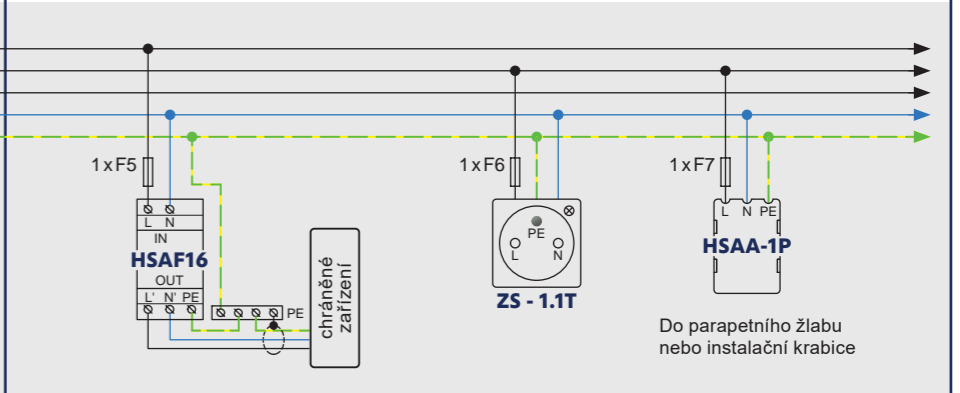 1 x F5
1 x F6
1 x F7
L N
IN
HSAF16
OUT
L' N' PE
PE
chráněné
zařízení
PE
L N
ZS - 1.1T
L N PE
HSAA-1P
Do parapetního žlabu
nebo instalační krabice